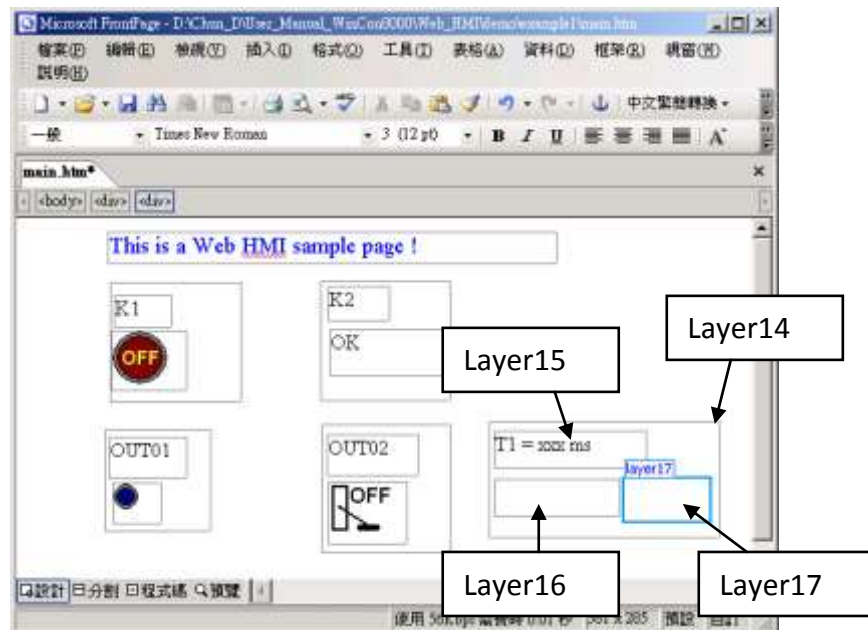 Microsoft FrontPage - D:\Chun_D\User_Manual_WinCon8000\Web_HMI\demo\example1\main.htm
檔案(F) 編輯(E) 檢視(V) 插入(I) 格式(O) 工具(T) 表格(A) 資料(D) 框架(R) 視窗(W)
說明(H)
中文繁簡轉換
一般 Times New Roman 3 (12 pt) B I U A
main.htm*
<body> <div> <div>
This is a Web HMI sample page !
K1
OFF
K2
OK
Layer15
Layer14
OUT01
OUT02
OFF
T1 = xxx ms
layer17
Layer16
Layer17
設計 分割 程式碼 預覽
預設 自訂